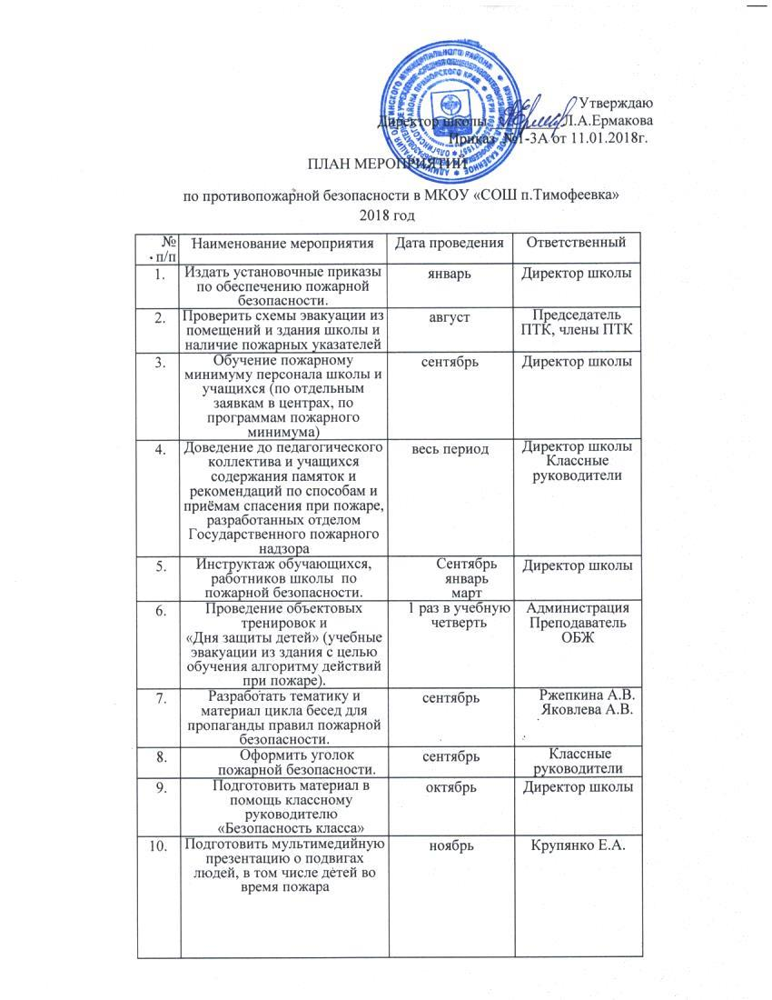 Утверждаю
Директор школы Л.А.Ермакова
Приказ №1-3А от 11.01.2018г.
ПЛАН МЕРОПРИЯТИЙ
по противопожарной безопасности в МКОУ «СОШ п.Тимофеевка»
2018 год
№ п/п Наименование мероприятия Дата проведения Ответственный
1. Издать установочные приказы январь Директор школы
по обеспечению пожарной
безопасности.
2. Проверить схемы эвакуации из август Председатель
помещений и здания школы и ПТК, члены ПТК
наличие пожарных указателей
3. Обучение пожарному сентябрь Директор школы
минимуму персонала школы и
учащихся (по отдельным
заявкам в центрах, по
программам пожарного
минимума)
4. Доведение до педагогического весь период Директор школы
коллектива и учащихся Классные
содержания памяток и руководители
рекомендаций по способам и
приёмам спасения при пожаре,
разработанных отделом
Государственного пожарного
надзора
5. Инструктаж обучающихся, Сентябрь Директор школы
работников школы по январь
пожарной безопасности. март
6. Проведение объектовых 1 раз в учебную Администрация
тренировок и четверть Преподаватель
«Дня защиты детей» (учебные ОБЖ
эвакуации из здания с целью
обучения алгоритму действий
при пожаре).
7. Разработать тематику и сентябрь Ржепкина А.В.
материал цикла бесед для Яковлева А.В.
пропаганды правил пожарной
безопасности.
8. Оформить уголок сентябрь Классные
пожарной безопасности. руководители
9. Подготовить материал в октябрь Директор школы
помощь классному
руководителю
«Безопасность класса»
10. Подготовить мультимедийную ноябрь Крупянко Е.А.
презентацию о подвигах
людей, в том числе детей во
время пожара